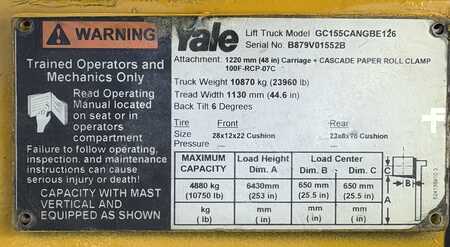 WARNING
Trained Operators and
Mechanics Only
Read Operating
Manual located
on seat or in
operators
compartment
Failure to follow operating,
inspection, and maintenance
instructions can cause
serious injury or death!
CAPACITY WITH MAST
VERTICAL AND
EQUIPPED AS SHOWN
Yale
Lift Truck Model GC155CANGBE126
Serial No. B879V01552B
Attachment: 1220 mm (48 in) Carriage + CASCADE PAPER ROLL CLAMP
100F-RCP-07C
Truck Weight 10870 kg (23960 lb)
Tread Width 1130 mm (44.6 in)
Back Tilt 6 Degrees
Tire Front Rear
Size 28x12x22 Cushion 22x8x16 Cushion
Pressure --- ---
MAXIMUM CAPACITY Load Height Dim. A Load Center Dim. B Dim. C
4880 kg (10750 lb) 6430mm (253 in) 650 mm (25.5 in) 650 mm (25.5 in)
kg (lb) mm (in) mm (in) mm (in)
C
B
A